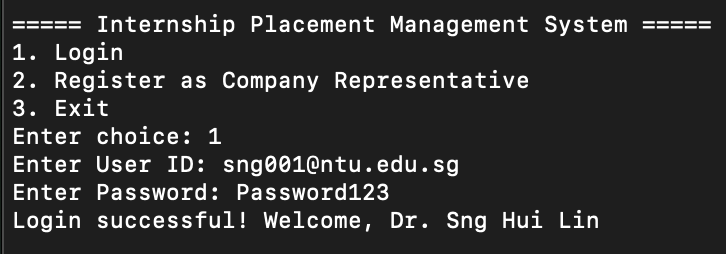 ===== Internship Placement Management System =====
1. Login
2. Register as Company Representative
3. Exit
Enter choice: 1
Enter User ID: sng001@ntu.edu.sg
Enter Password: Password123
Login successful! Welcome, Dr. Sng Hui Lin